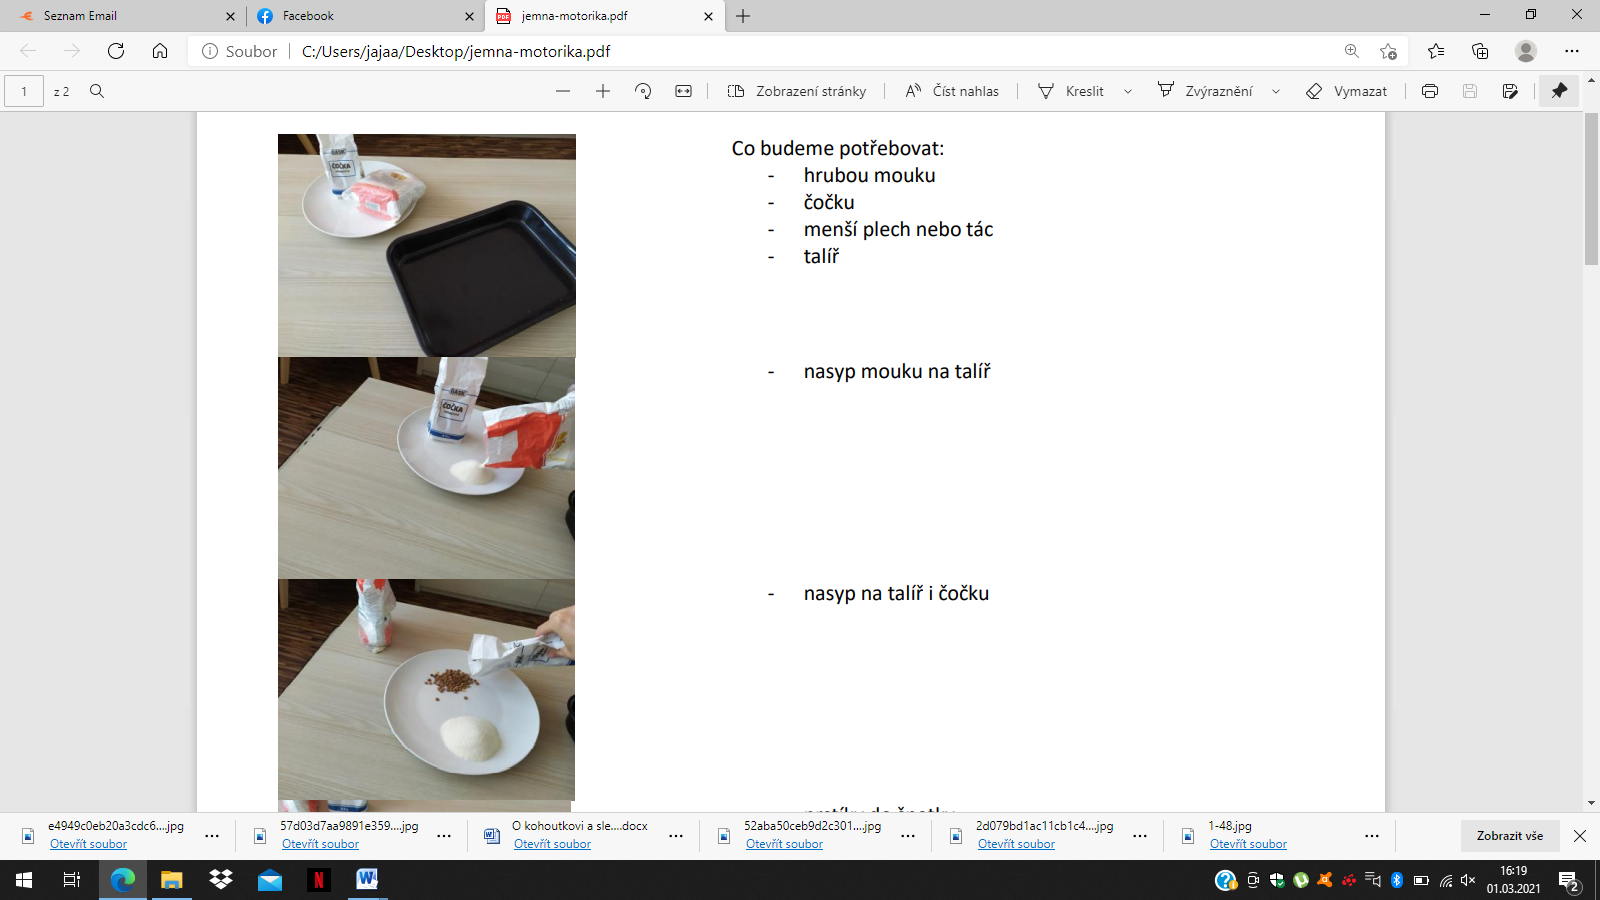 Seznam Email
Facebook
jemna-motorika.pdf
Soubor
C:/Users/jajaa/Desktop/jemna-motorika.pdf
1
z 2
Zobrazení stránky
Číst nahlas
Kreslit
Zvýraznění
Vymazat
Co budeme potřebovat:
- hrubou mouku
- čočku
- menší plech nebo tác
- talíř
ČOČKA
- nasyp mouku na talíř
ČOČKA
- nasyp na talíř i čočku
e4949c0eb20a3cdc6....jpg
Otevřít soubor
57d03d7aa9891e359....jpg
Otevřít soubor
O kohoutkovi a sle....docx
Otevřít soubor
52aba50ceb9d2c301....jpg
Otevřít soubor
2d079bd1ac11cb1c4....jpg
Otevřít soubor
1-48.jpg
Otevřít soubor
Zobrazit vše
16:19
01.03.2021
2